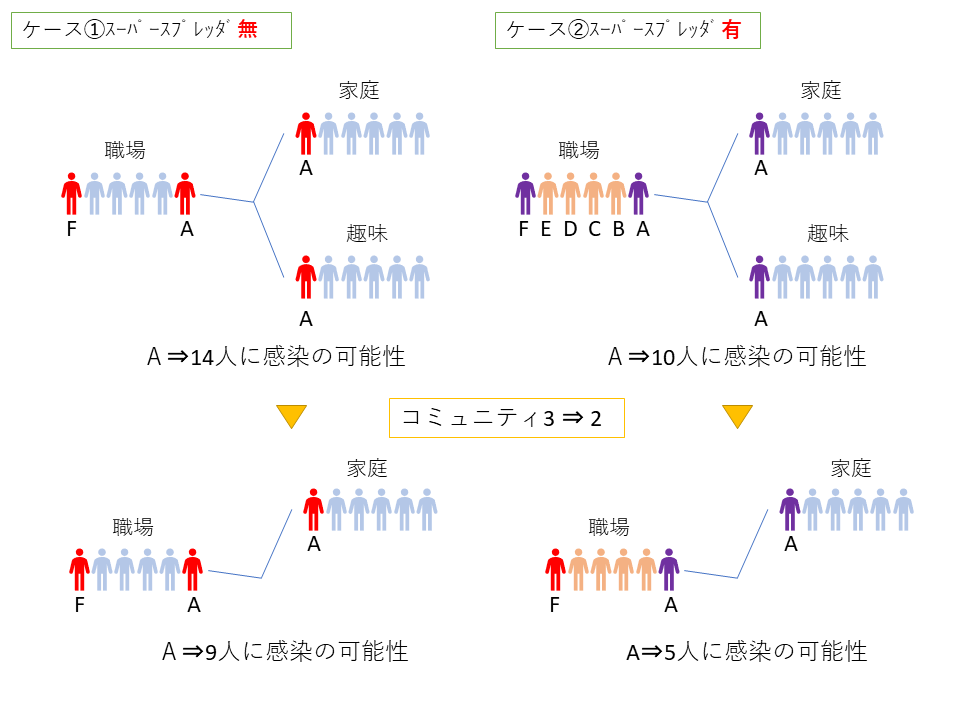 ケース①ｽｰﾊﾟｰｽﾌﾟﾚｯﾀﾞ無
ケース②ｽｰﾊﾟｰｽﾌﾟﾚｯﾀﾞ有
家庭
A
職場
F A
趣味
A
A⇒14人に感染の可能性
家庭
A
職場
F E D C B A
趣味
A
A⇒10人に感染の可能性
コミュニティ3⇒2
家庭
A
職場
F A
A⇒9人に感染の可能性
家庭
A
職場
F A
A⇒5人に感染の可能性